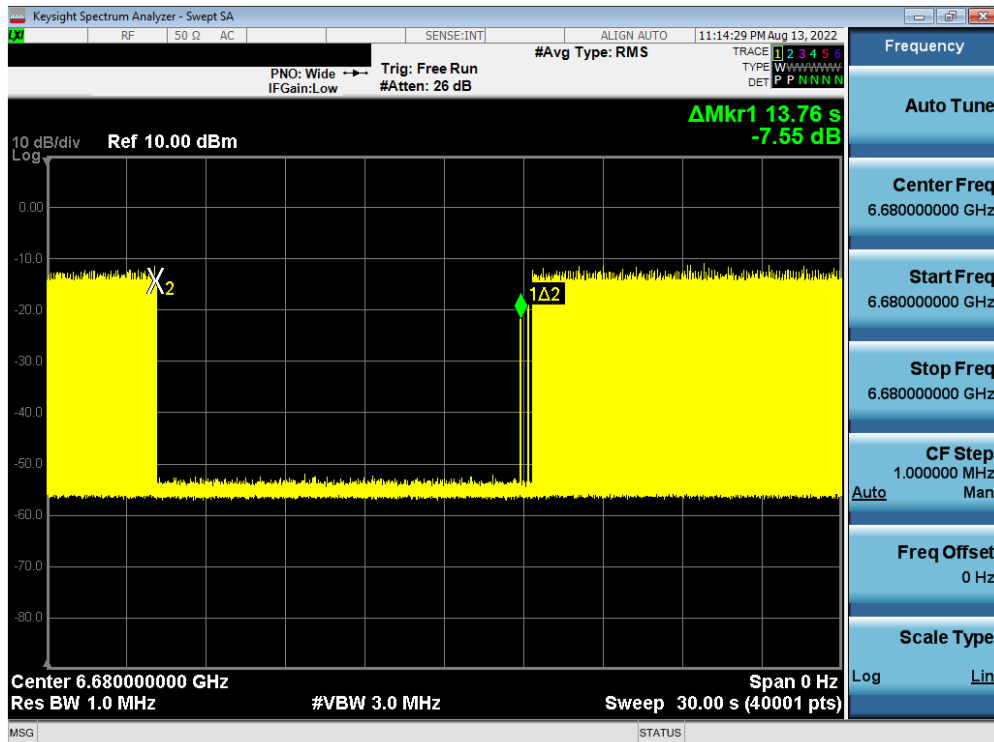 Keysight Spectrum Analyzer - Swept SA
LXI RF 50 Ω AC SENSE:INT ALIGN AUTO 11:14:29 PM Aug 13, 2022
PNO: Wide Trig: Free Run #Avg Type: RMS TRACE 1 2 3 4 5 6
IFGain:Low #Atten: 26 dB TYPE WWWWWW
DET P P N N N N
ΔMkr1 13.76 s
-7.55 dB
10 dB/div Ref 10.00 dBm
Log
0.00
-10.0
-20.0
-30.0
-40.0
-50.0
-60.0
-70.0
-80.0
2
1Δ2
Center 6.680000000 GHz Span 0 Hz
Res BW 1.0 MHz #VBW 3.0 MHz Sweep 30.00 s (40001 pts)
MSG STATUS
Frequency
Auto Tune
Center Freq
6.680000000 GHz
Start Freq
6.680000000 GHz
Stop Freq
6.680000000 GHz
CF Step
1.000000 MHz
Auto Man
Freq Offset
0 Hz
Scale Type
Log Lin